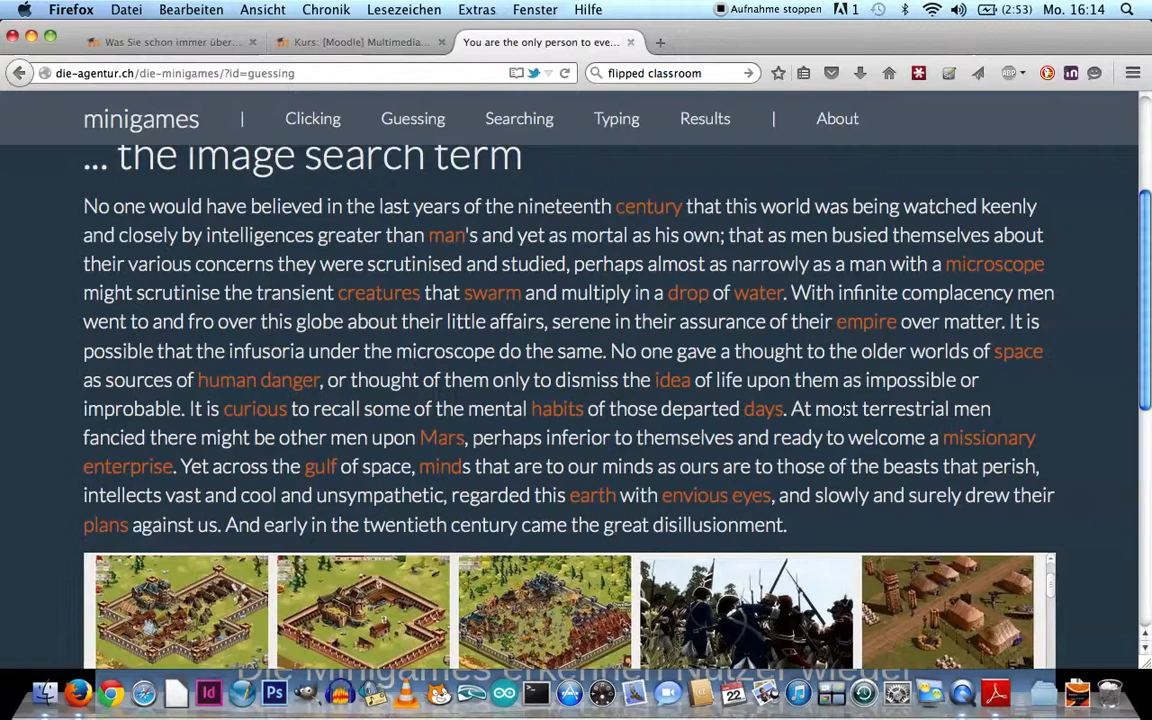 Firefox Datei Bearbeiten Ansicht Chronik Lesezeichen Extras Fenster Hilfe Aufnahme stoppen 1 (2:53) Mo. 16:14
Was Sie schon immer über... Kurs: [Moodle] Multimedia... You are the only person to eve...
die-agentur.ch/die-minigames/?id=guessing flipped classroom
minigames | Clicking Guessing Searching Typing Results | About
... the image search term
No one would have believed in the last years of the nineteenth century that this world was being watched keenly
and closely by intelligences greater than man's and yet as mortal as his own; that as men busied themselves about
their various concerns they were scrutinised and studied, perhaps almost as narrowly as a man with a microscope
might scrutinise the transient creatures that swarm and multiply in a drop of water. With infinite complacency men
went to and fro over this globe about their little affairs, serene in their assurance of their empire over matter. It is
possible that the infusoria under the microscope do the same. No one gave a thought to the older worlds of space
as sources of human danger, or thought of them only to dismiss the idea of life upon them as impossible or
improbable. It is curious to recall some of the mental habits of those departed days. At most terrestrial men
fancied there might be other men upon Mars, perhaps inferior to themselves and ready to welcome a missionary
enterprise. Yet across the gulf of space, minds that are to our minds as ours are to those of the beasts that perish,
intellects vast and cool and unsympathetic, regarded this earth with envious eyes, and slowly and surely drew their
plans against us. And early in the twentieth century came the great disillusionment.